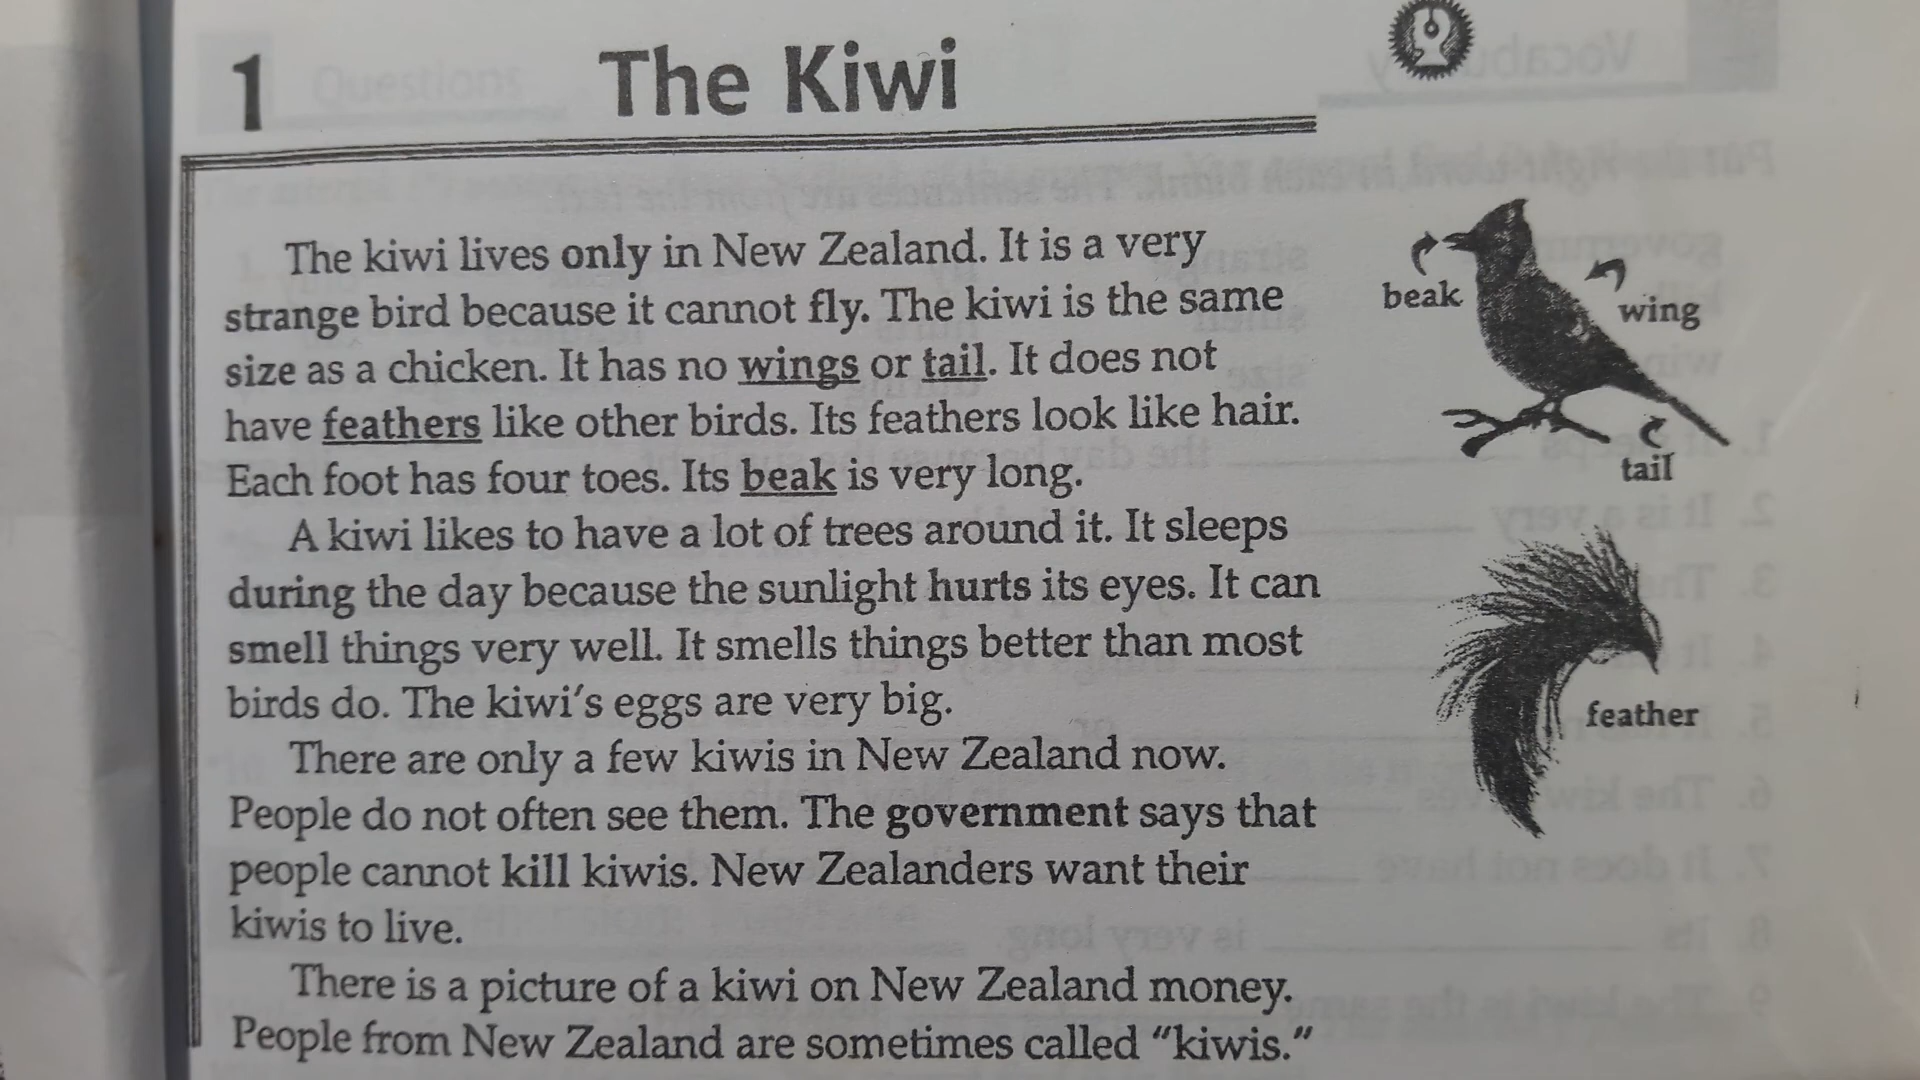 1 The Kiwi
The kiwi lives only in New Zealand. It is a very
strange bird because it cannot fly. The kiwi is the same
size as a chicken. It has no wings or tail. It does not
have feathers like other birds. Its feathers look like hair.
Each foot has four toes. Its beak is very long.
A kiwi likes to have a lot of trees around it. It sleeps
during the day because the sunlight hurts its eyes. It can
smell things very well. It smells things better than most
birds do. The kiwi's eggs are very big.
There are only a few kiwis in New Zealand now.
People do not often see them. The government says that
people cannot kill kiwis. New Zealanders want their
kiwis to live.
There is a picture of a kiwi on New Zealand money.
People from New Zealand are sometimes called "kiwis."
beak
wing
tail
feather